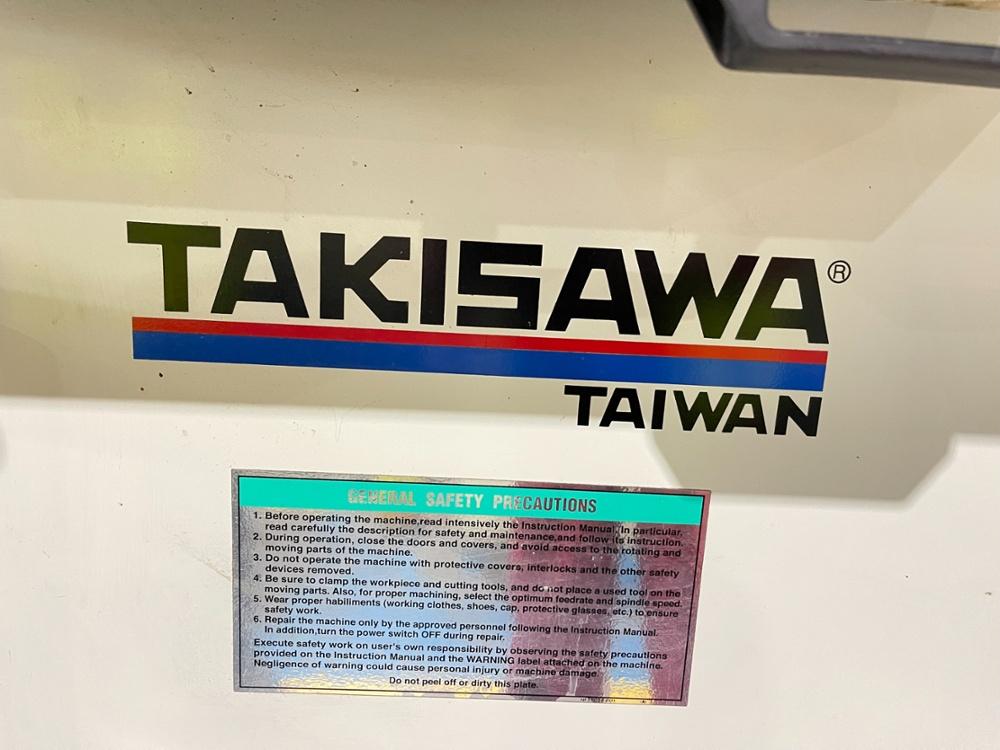 TAKISAWA®
TAIWAN
GENERAL SAFETY PRECAUTIONS
1. Before operating the machine,read intensively the Instruction Manual. In particular,
read carefully the description for safety and maintenance,and follow its instruction.
2. During operation, close the doors and covers, and avoid access to the rotating and
moving parts of the machine.
3. Do not operate the machine with protective covers, interlocks and the other safety
devices removed.
4. Be sure to clamp the workpiece and cutting tools, and do not place a used tool on the
moving parts. Also, for proper machining, select the optimum feedrate and spindle speed.
5. Wear proper habiliments (working clothes, shoes, cap, protective glasses, etc.) to ensure
safety work.
6. Repair the machine only by the approved personnel following the Instruction Manual.
In addition,turn the power switch OFF during repair.
Execute safety work on user's own responsibility by observing the safety precautions
provided on the Instruction Manual and the WARNING label attached on the machine.
Negligence of warning could cause personal injury or machine damage.
Do not peel off or dirty this plate.